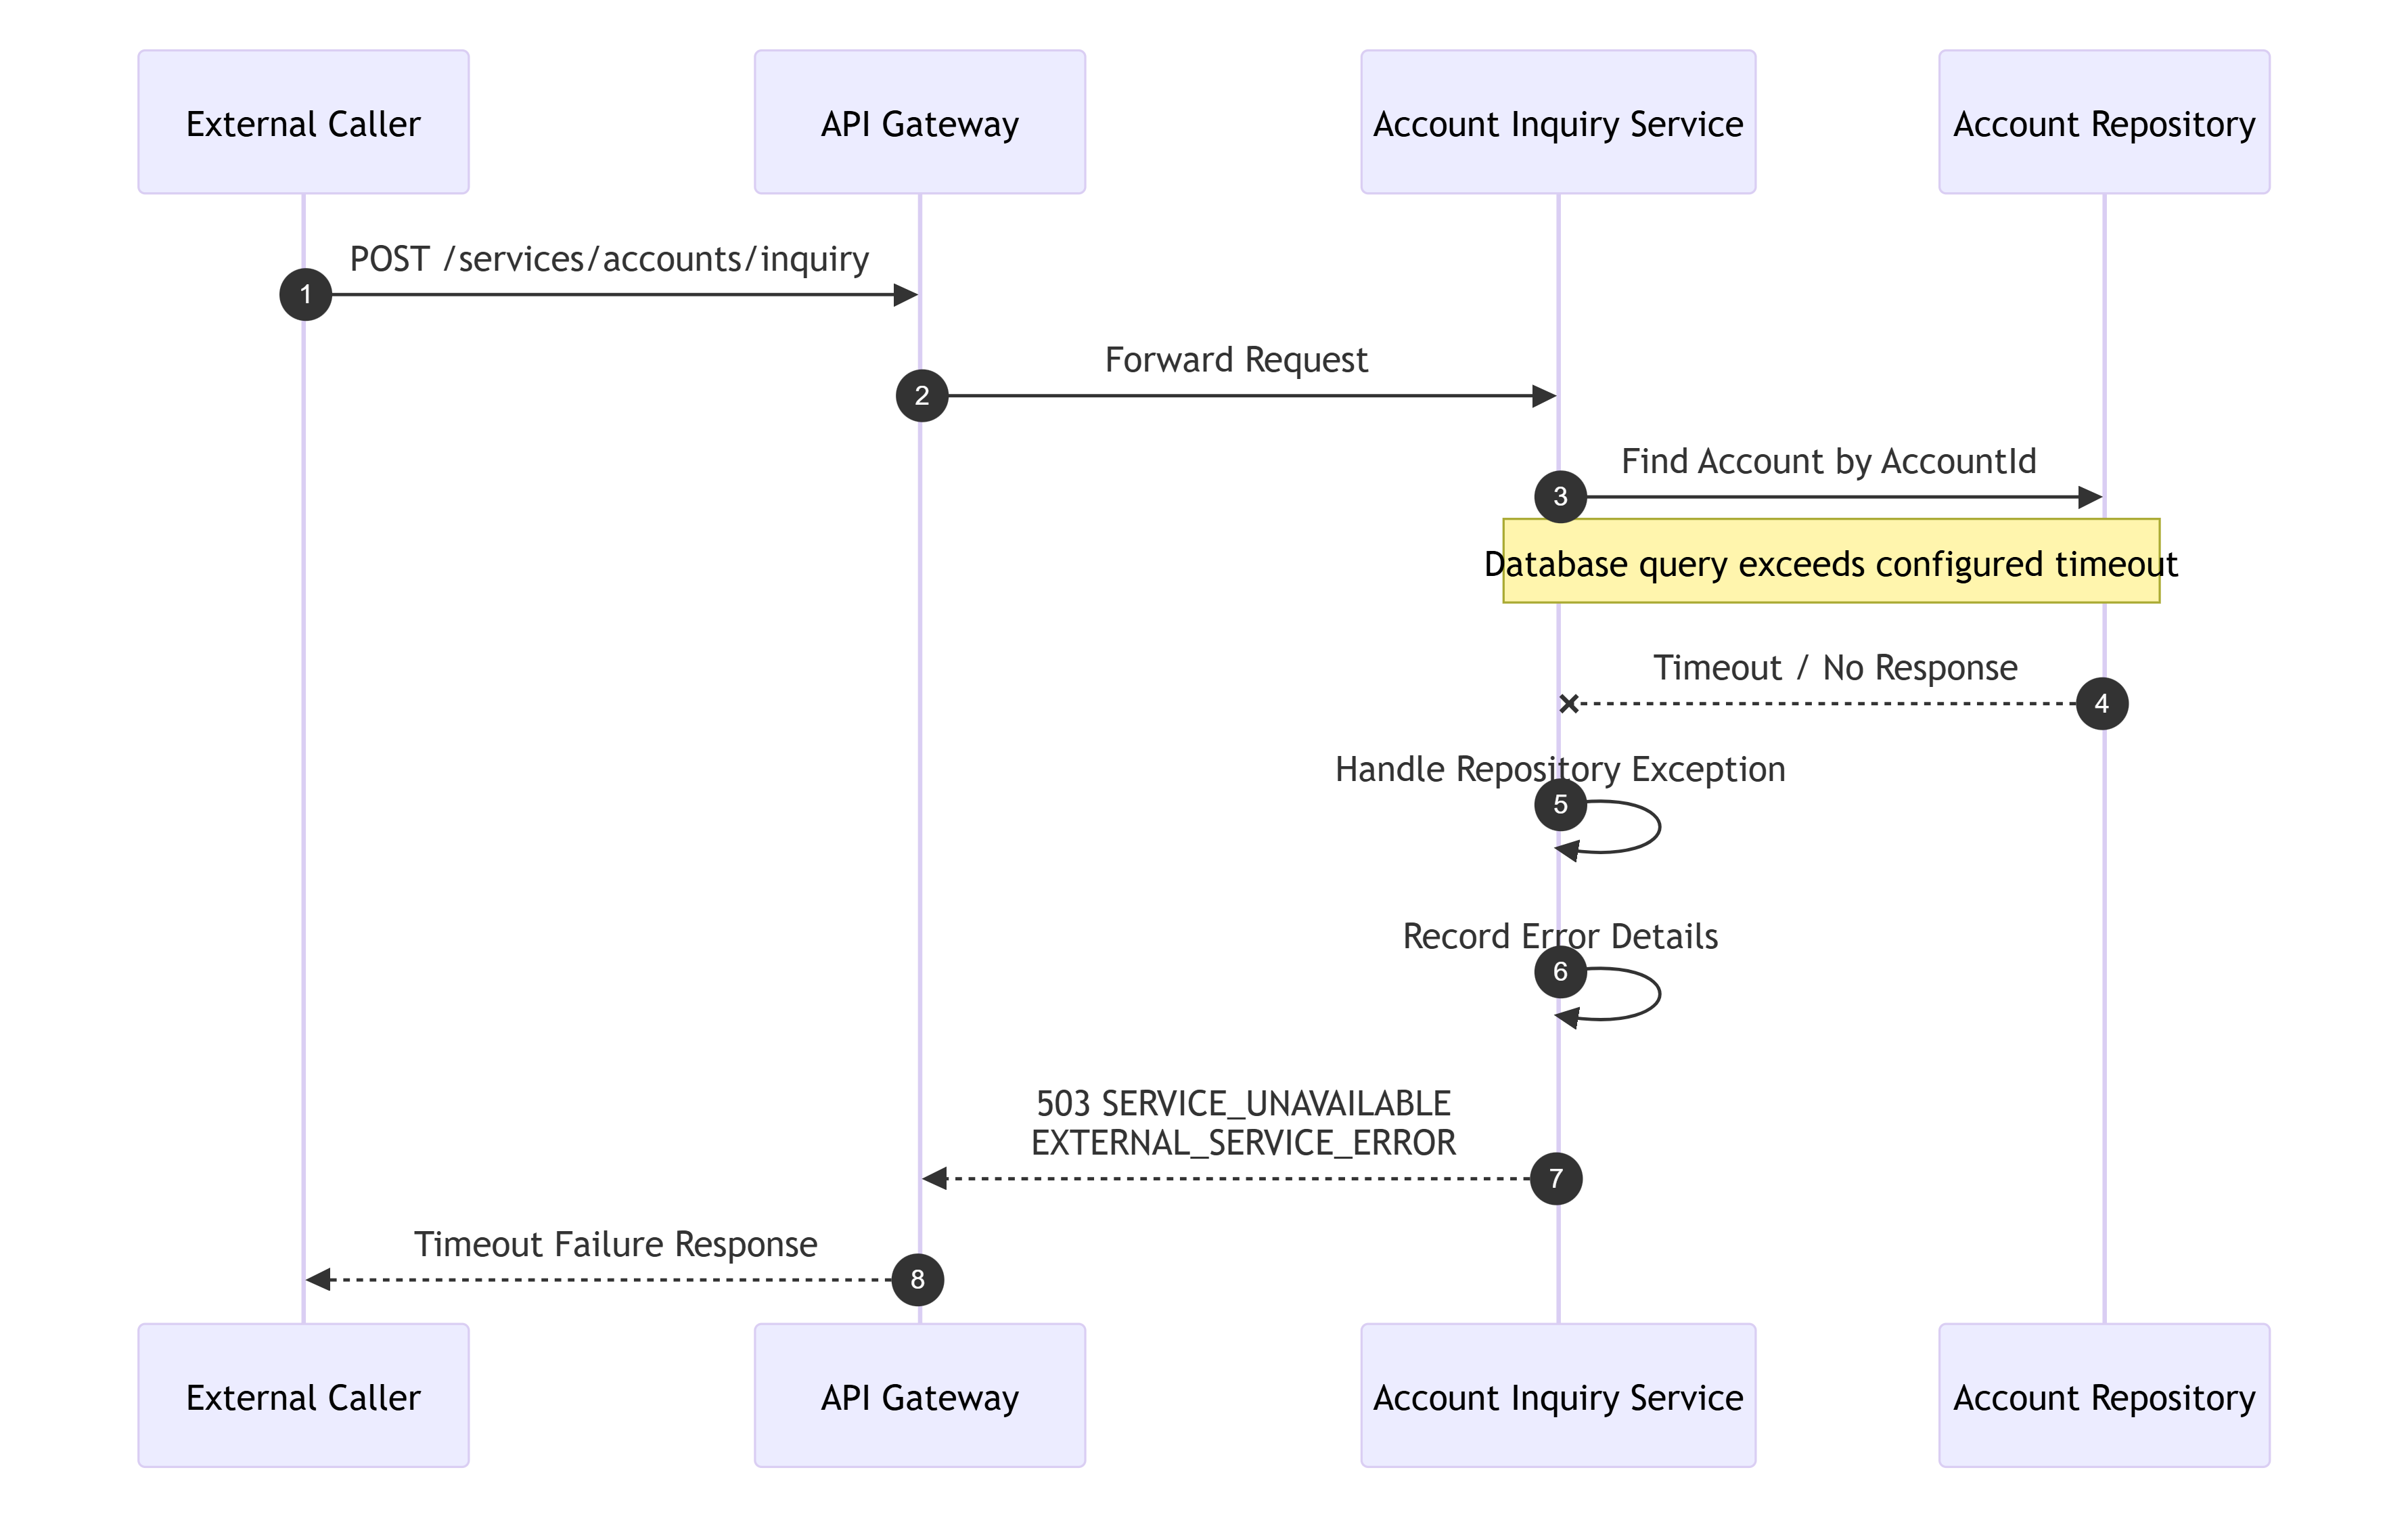 External Caller
API Gateway
Account Inquiry Service
Account Repository
POST /services/accounts/inquiry
1
Forward Request
2
Find Account by AccountId
3
Database query exceeds configured timeout
Timeout / No Response
4
Handle Repository Exception
5
Record Error Details
6
503 SERVICE_UNAVAILABLE
EXTERNAL_SERVICE_ERROR
7
Timeout Failure Response
8
External Caller
API Gateway
Account Inquiry Service
Account Repository